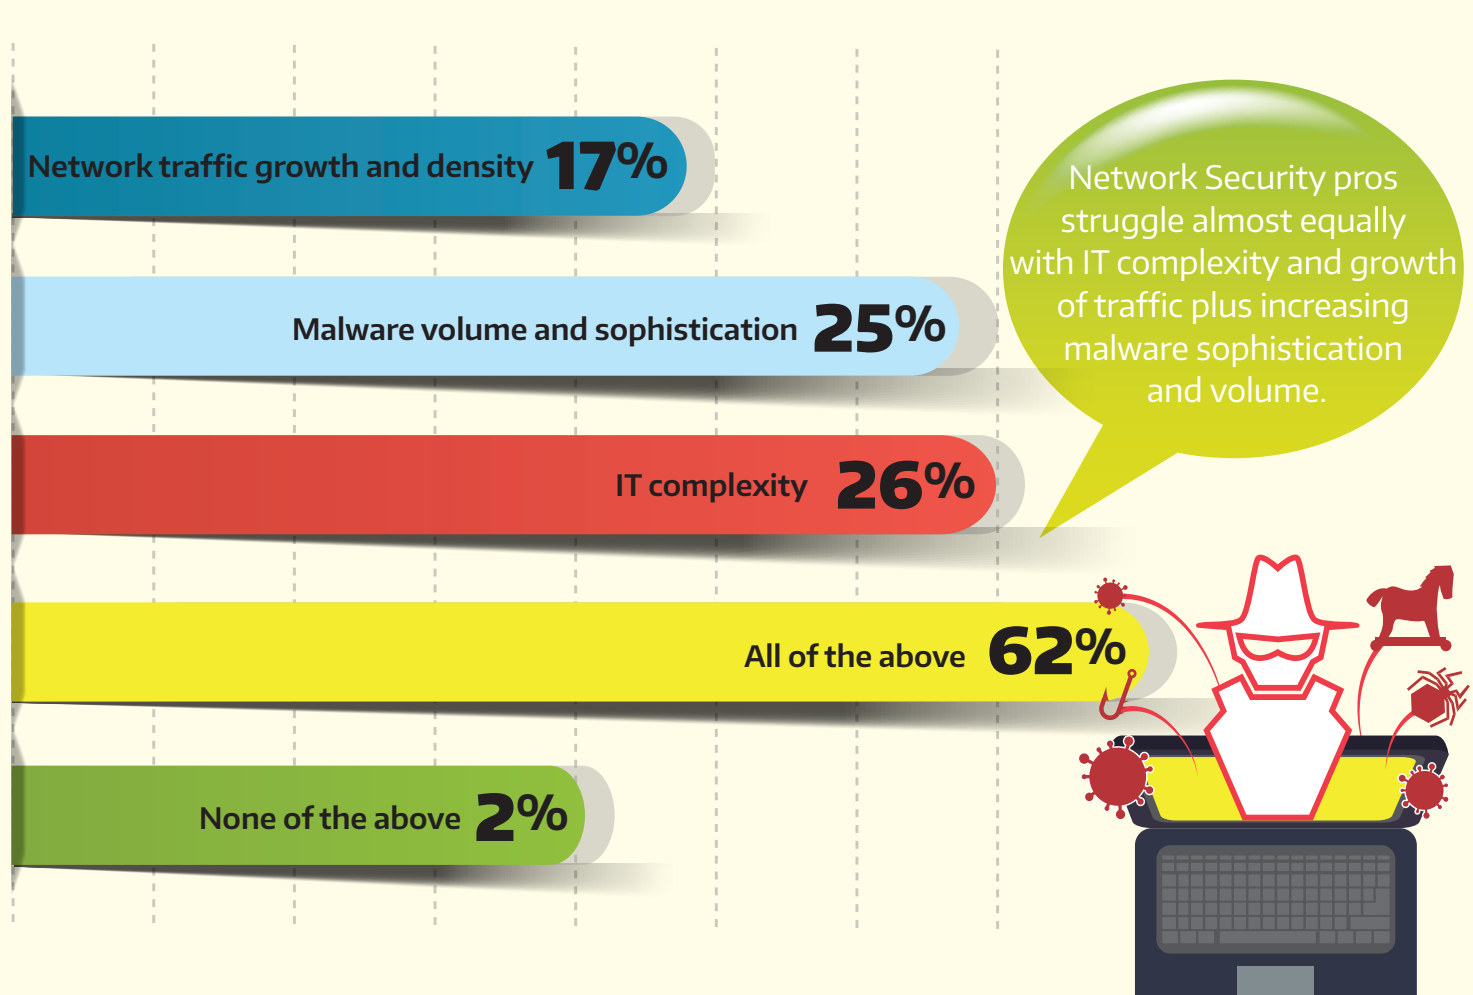 Network traffic growth and density 17%
Malware volume and sophistication 25%
IT complexity 26%
All of the above 62%
None of the above 2%
Network Security pros
struggle almost equally
with IT complexity and growth
of traffic plus increasing
malware sophistication
and volume.